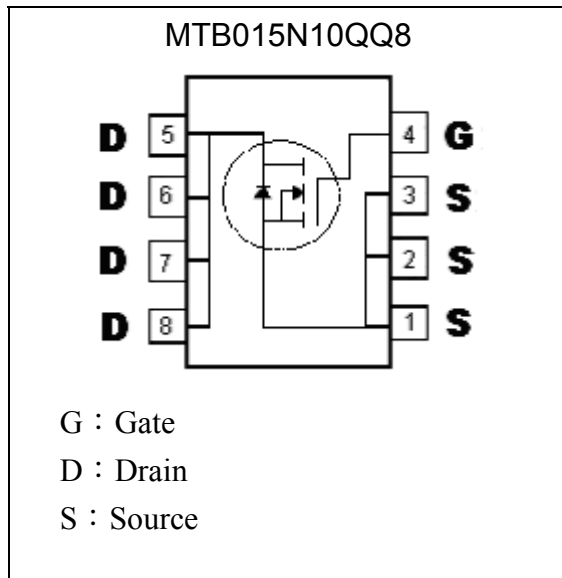 MTB015N10QQ8
D 5 4 G
D 6 3 S
D 7 2 S
D 8 1 S
G：Gate
D：Drain
S：Source